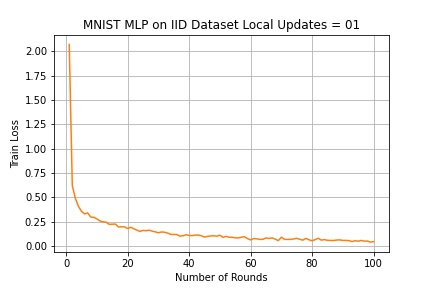 MNIST MLP on IID Dataset Local Updates = 01
2.00
1.75
1.50
1.25
1.00
0.75
0.50
0.25
0.00
Train Loss
0 20 40 60 80 100
Number of Rounds